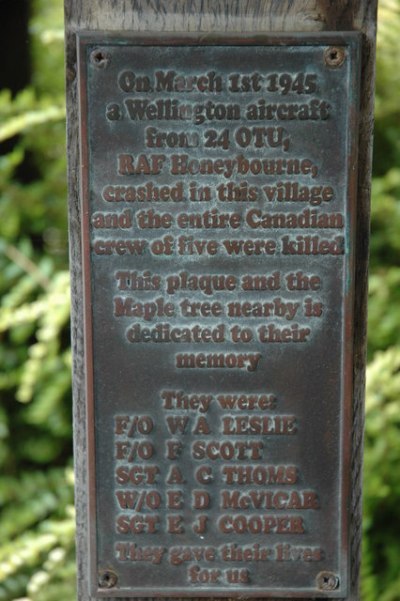 On March 1st 1945
a Wellington aircraft
from 24 OTU,
RAF Honeybourne,
crashed in this village
and the entire Canadian
crew of five were killed
This plaque and the
Maple tree nearby is
dedicated to their
memory
They were:
F/O W A LESLIE
F/O F SCOTT
SGT A C THOMS
W/O E D McVICAR
SGT E J COOPER
They gave their lives
for us